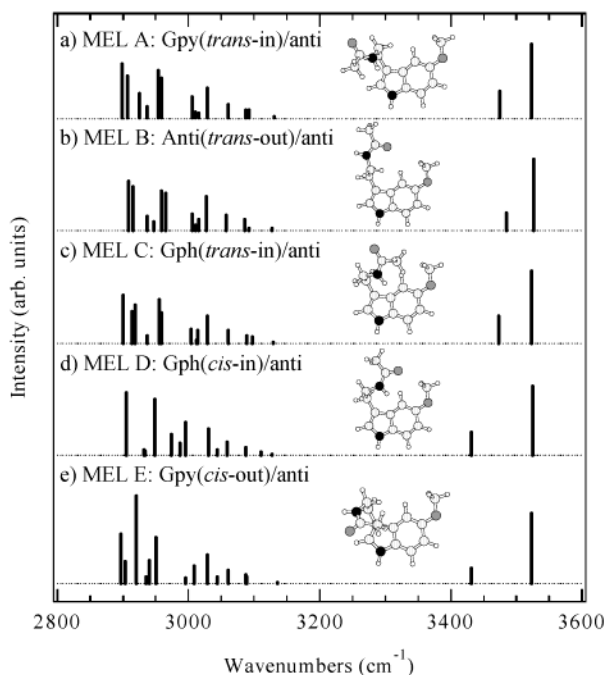 a) MEL A: Gpy(trans-in)/anti
b) MEL B: Anti(trans-out)/anti
c) MEL C: Gph(trans-in)/anti
d) MEL D: Gph(cis-in)/anti
e) MEL E: Gpy(cis-out)/anti
Intensity (arb. units)
2800 3000 3200 3400 3600
Wavenumbers (cm⁻¹)